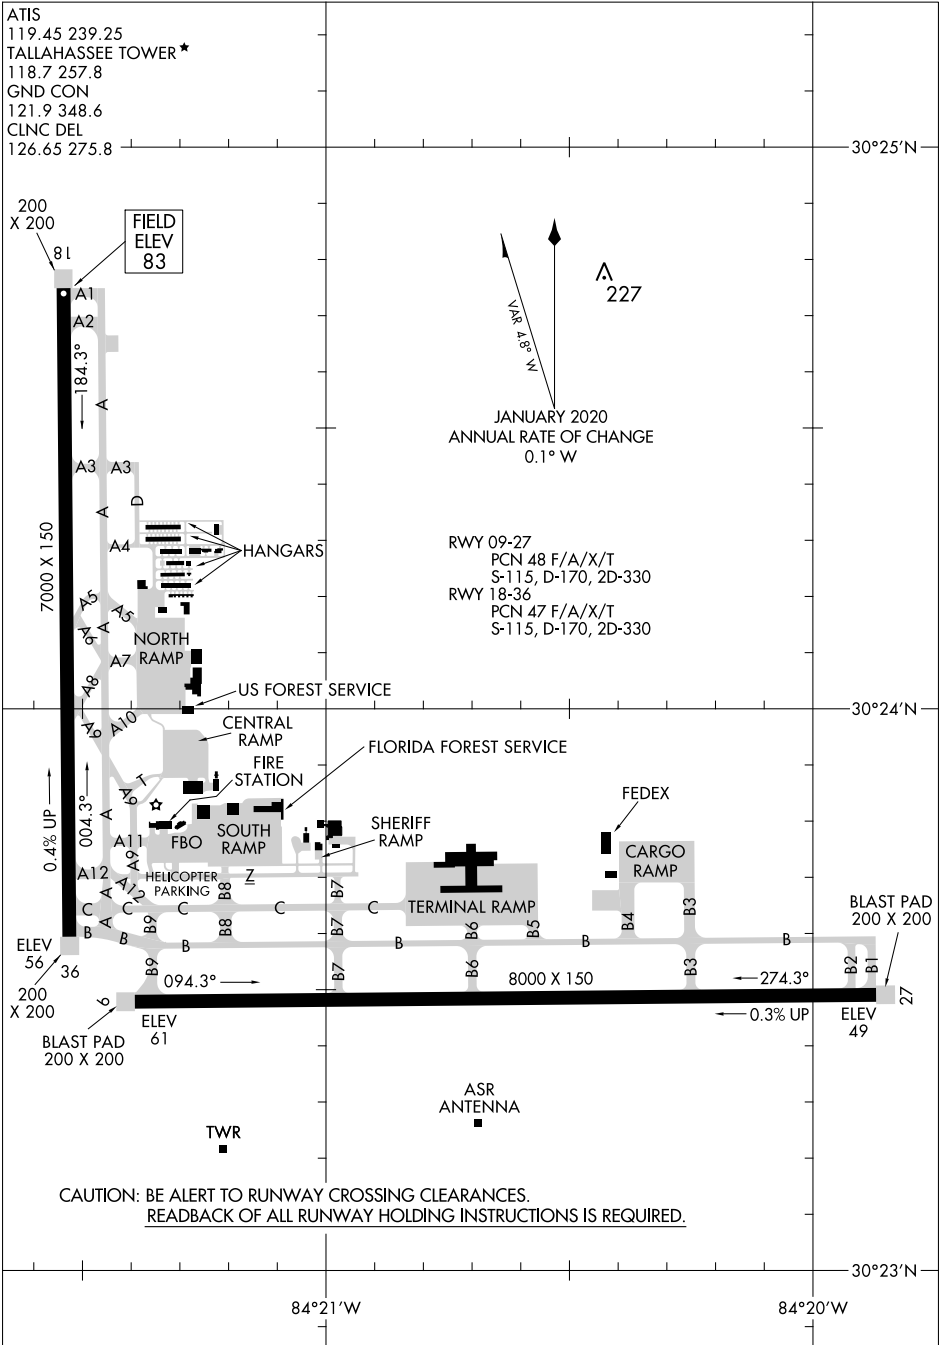 ATIS
119.45 239.25
TALLAHASSEE TOWER★
118.7 257.8
GND CON
121.9 348.6
CLNC DEL
126.65 275.8
30°25'N
200
X 200
18
FIELD
ELEV
83
A1
A2
184.3°
A
227
VAR 4.8° W
JANUARY 2020
ANNUAL RATE OF CHANGE
0.1° W
A3
A3
D
A
A4
HANGARS
7000 X 150
RWY 09-27
PCN 48 F/A/X/T
S-115, D-170, 2D-330
RWY 18-36
PCN 47 F/A/X/T
S-115, D-170, 2D-330
A5
A5
A6
A
NORTH
RAMP
A7
A8
US FOREST SERVICE
30°24'N
A9
A10
CENTRAL
RAMP
FLORIDA FOREST SERVICE
FIRE
STATION
0.4% UP
004.3°
A9
T
A
FBO
SOUTH
RAMP
SHERIFF
RAMP
FEDEX
CARGO
RAMP
A11
A9
A12
A12
HELICOPTER
PARKING
B8
Z
B7
TERMINAL RAMP
BLAST PAD
200 X 200
A
C
C
C
C
C
A
B9
B8
B7
B6
B5
B4
B3
B
B
B
B
B
B
ELEV
56
36
200
X 200
B9
B7
B6
B3
B2
B1
094.3°
8000 X 150
274.3°
9
27
ELEV
61
0.3% UP
ELEV
49
BLAST PAD
200 X 200
ASR
ANTENNA
TWR
CAUTION: BE ALERT TO RUNWAY CROSSING CLEARANCES.
READBACK OF ALL RUNWAY HOLDING INSTRUCTIONS IS REQUIRED.
30°23'N
84°21'W
84°20'W